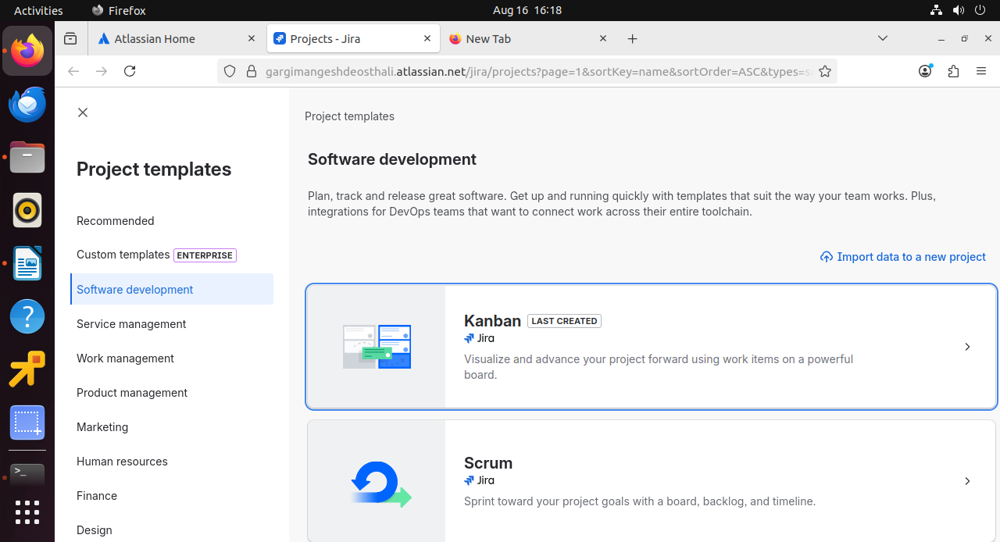 Activities
Firefox
Aug 16 16:18
Atlassian Home
Projects - Jira
New Tab
gargimangeshdeosthali.atlassian.net/jira/projects?page=1&sortKey=name&sortOrder=ASC&types=
Project templates
Recommended
Custom templates ENTERPRISE
Software development
Service management
Work management
Product management
Marketing
Human resources
Finance
Design
Project templates
Software development
Plan, track and release great software. Get up and running quickly with templates that suit the way your team works. Plus,
integrations for DevOps teams that want to connect work across their entire toolchain.
Import data to a new project
Kanban LAST CREATED
Jira
Visualize and advance your project forward using work items on a powerful
board.
Scrum
Jira
Sprint toward your project goals with a board, backlog, and timeline.